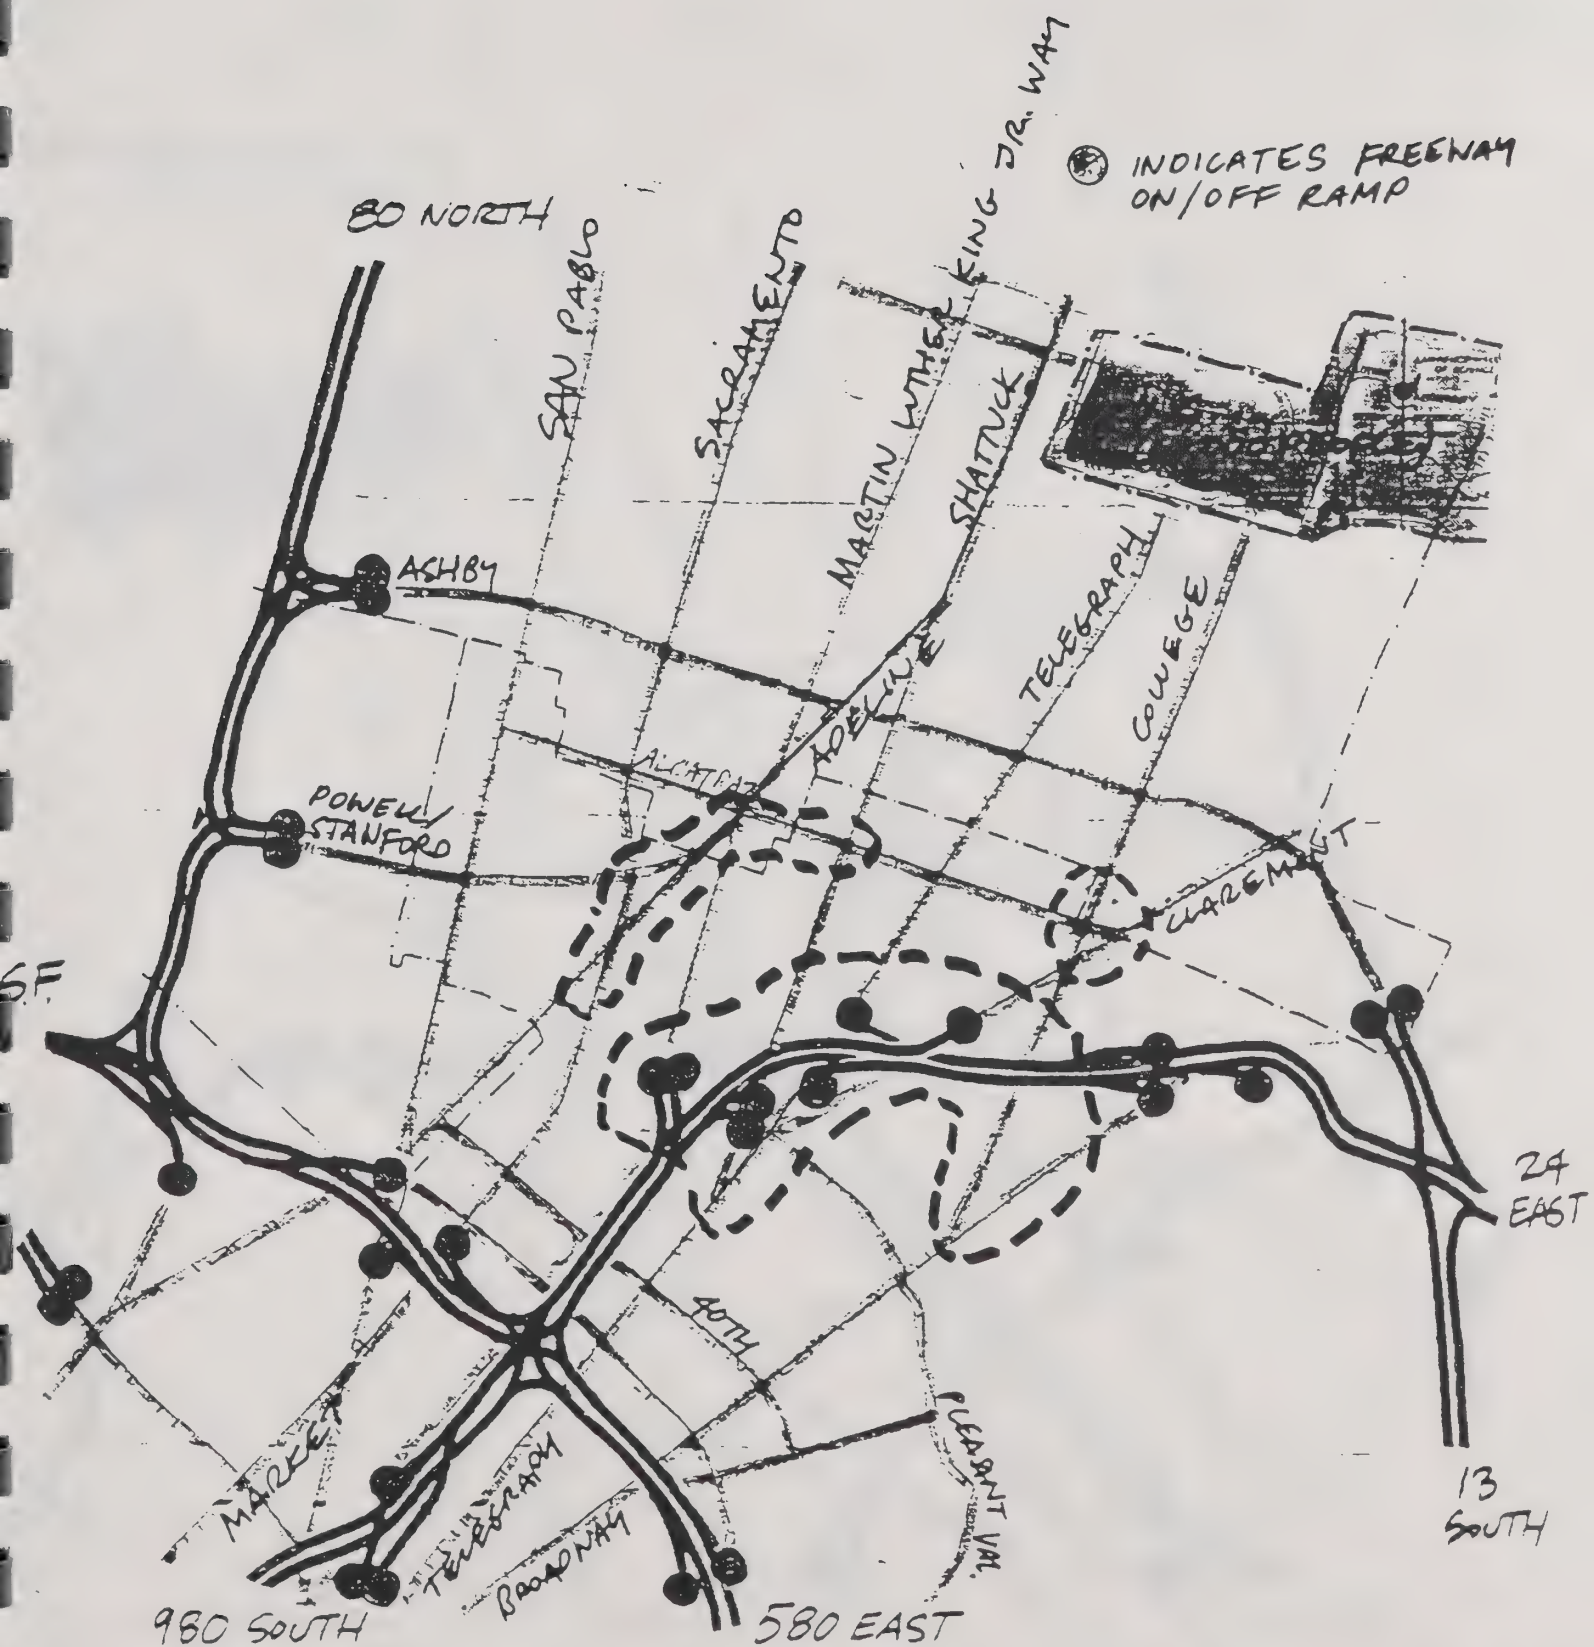 INDICATES FREEWAY
ON/OFF RAMP
80 NORTH
SAN PABLO
SACRAMENTO
MARTIN LUTHER KING JR. WAY
SHATTUCK
ADELINE
TELEGRAPH
COLLEGE
ASHBY
ALCATRAZ
POWELL/
STANFORD
CLAREMONT
S.F.
24
EAST
40TH
MARKET
TELEGRAPH
BROADWAY
PLEASANT VAL.
13
SOUTH
980 SOUTH
580 EAST